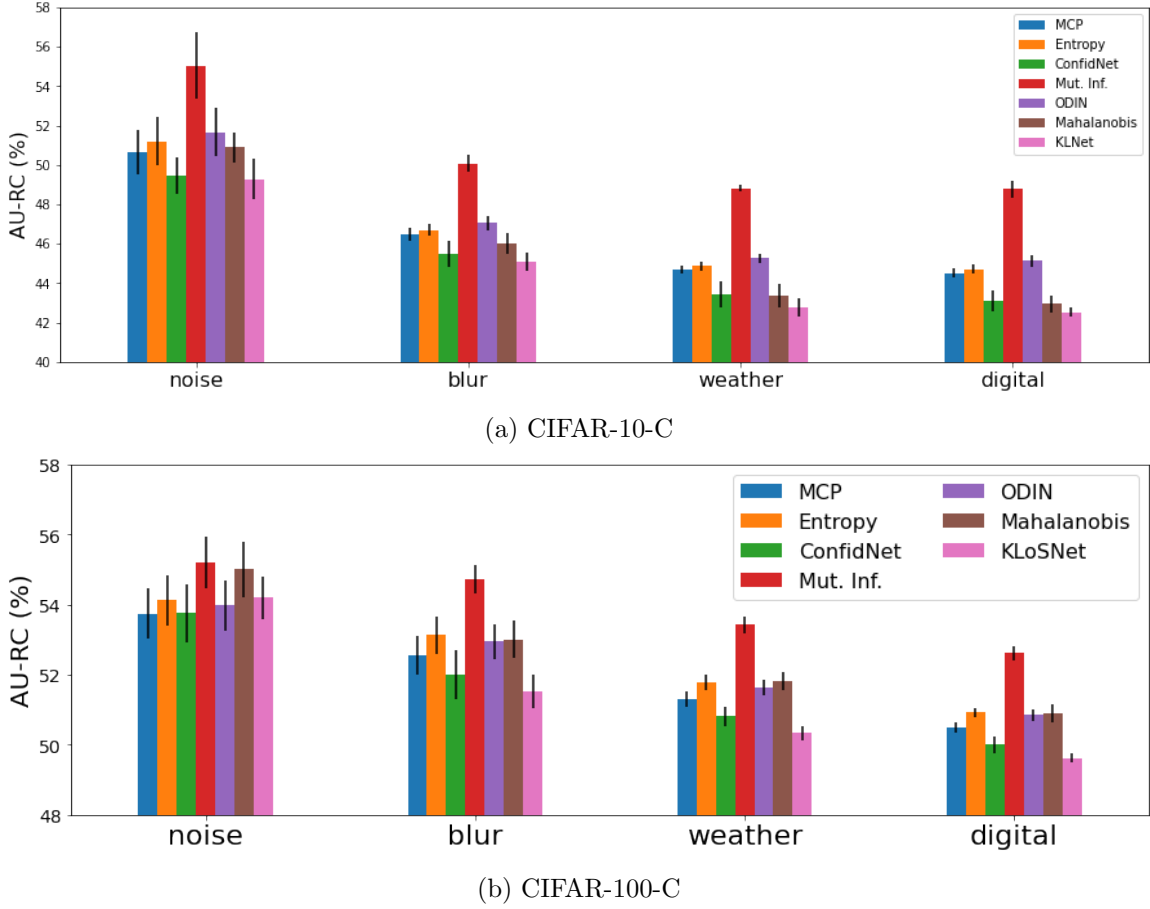 58
56
54
52
50
48
46
44
42
40
AU-RC (%)
MCP
Entropy
ConfidNet
Mut. Inf.
ODIN
Mahalanobis
KLNet
noise blur weather digital
(a) CIFAR-10-C
58
56
54
52
50
48
AU-RC (%)
MCP
Entropy
ConfidNet
Mut. Inf.
ODIN
Mahalanobis
KLoSNet
noise blur weather digital
(b) CIFAR-100-C